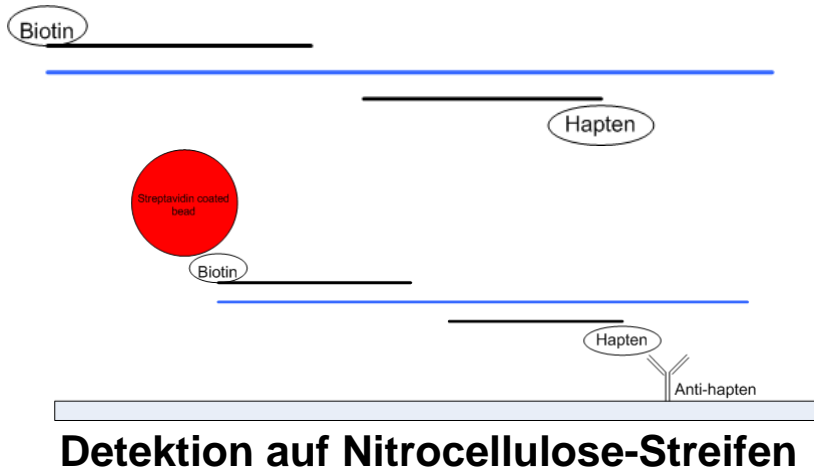 Biotin
Hapten
Streptavidin coated
bead
Biotin
Hapten
Anti-hapten
Detektion auf Nitrocellulose-Streifen